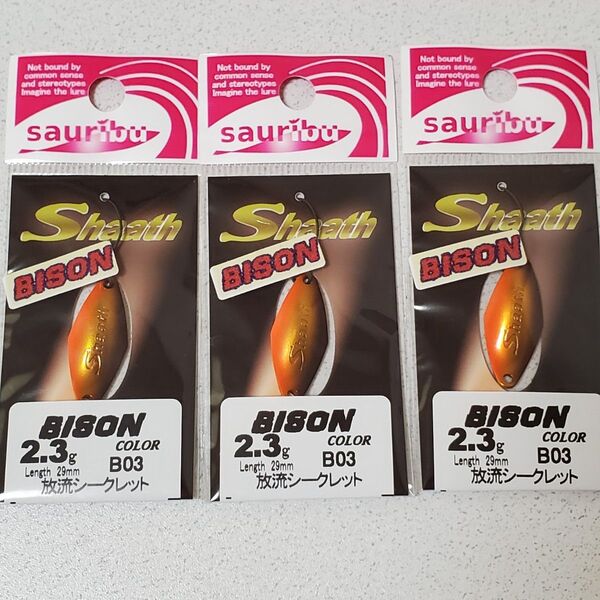 Not bound by
common sense
and stereotypes
Imagine the lure
sauribu
Shaath
BISON
Shaath
BISON
2.3g COLOR
Length 29mm B03
放流シークレット
Not bound by
common sense
and stereotypes
Imagine the lure
sauribu
Shaath
BISON
Shaath
BISON
2.3g COLOR
Length 29mm B03
放流シークレット
Not bound by
common sense
and stereotypes
Imagine the lure
sauribu
Shaath
BISON
Shaath
BISON
2.3g COLOR
Length 29mm B03
放流シークレット